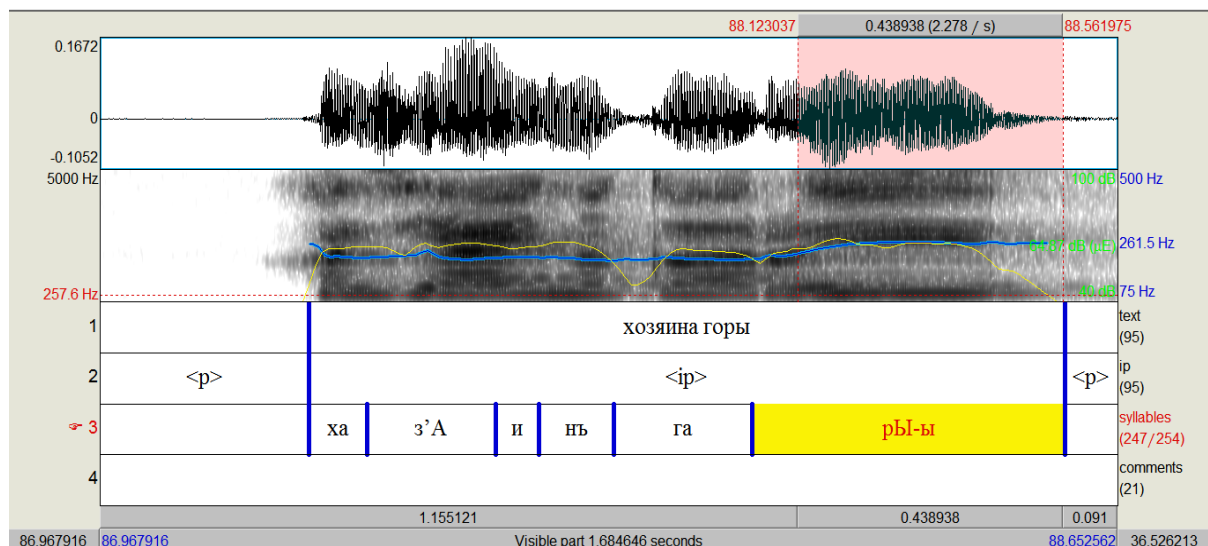 88.123037 0.438938 (2.278 / s) 88.561975
0.1672
0
-0.1052
5000 Hz 100 dB 500 Hz
261.5 Hz
257.6 Hz 75 Hz
1 хозяина горы text (95)
2 <p> <ip> <p> ip (95)
3 ха з’А и нъ га рЫ-ы syllables (247/254)
4 comments (21)
1.155121 0.438938 0.091
86.967916 86.967916 Visible part 1.684646 seconds 88.652562 36.526213